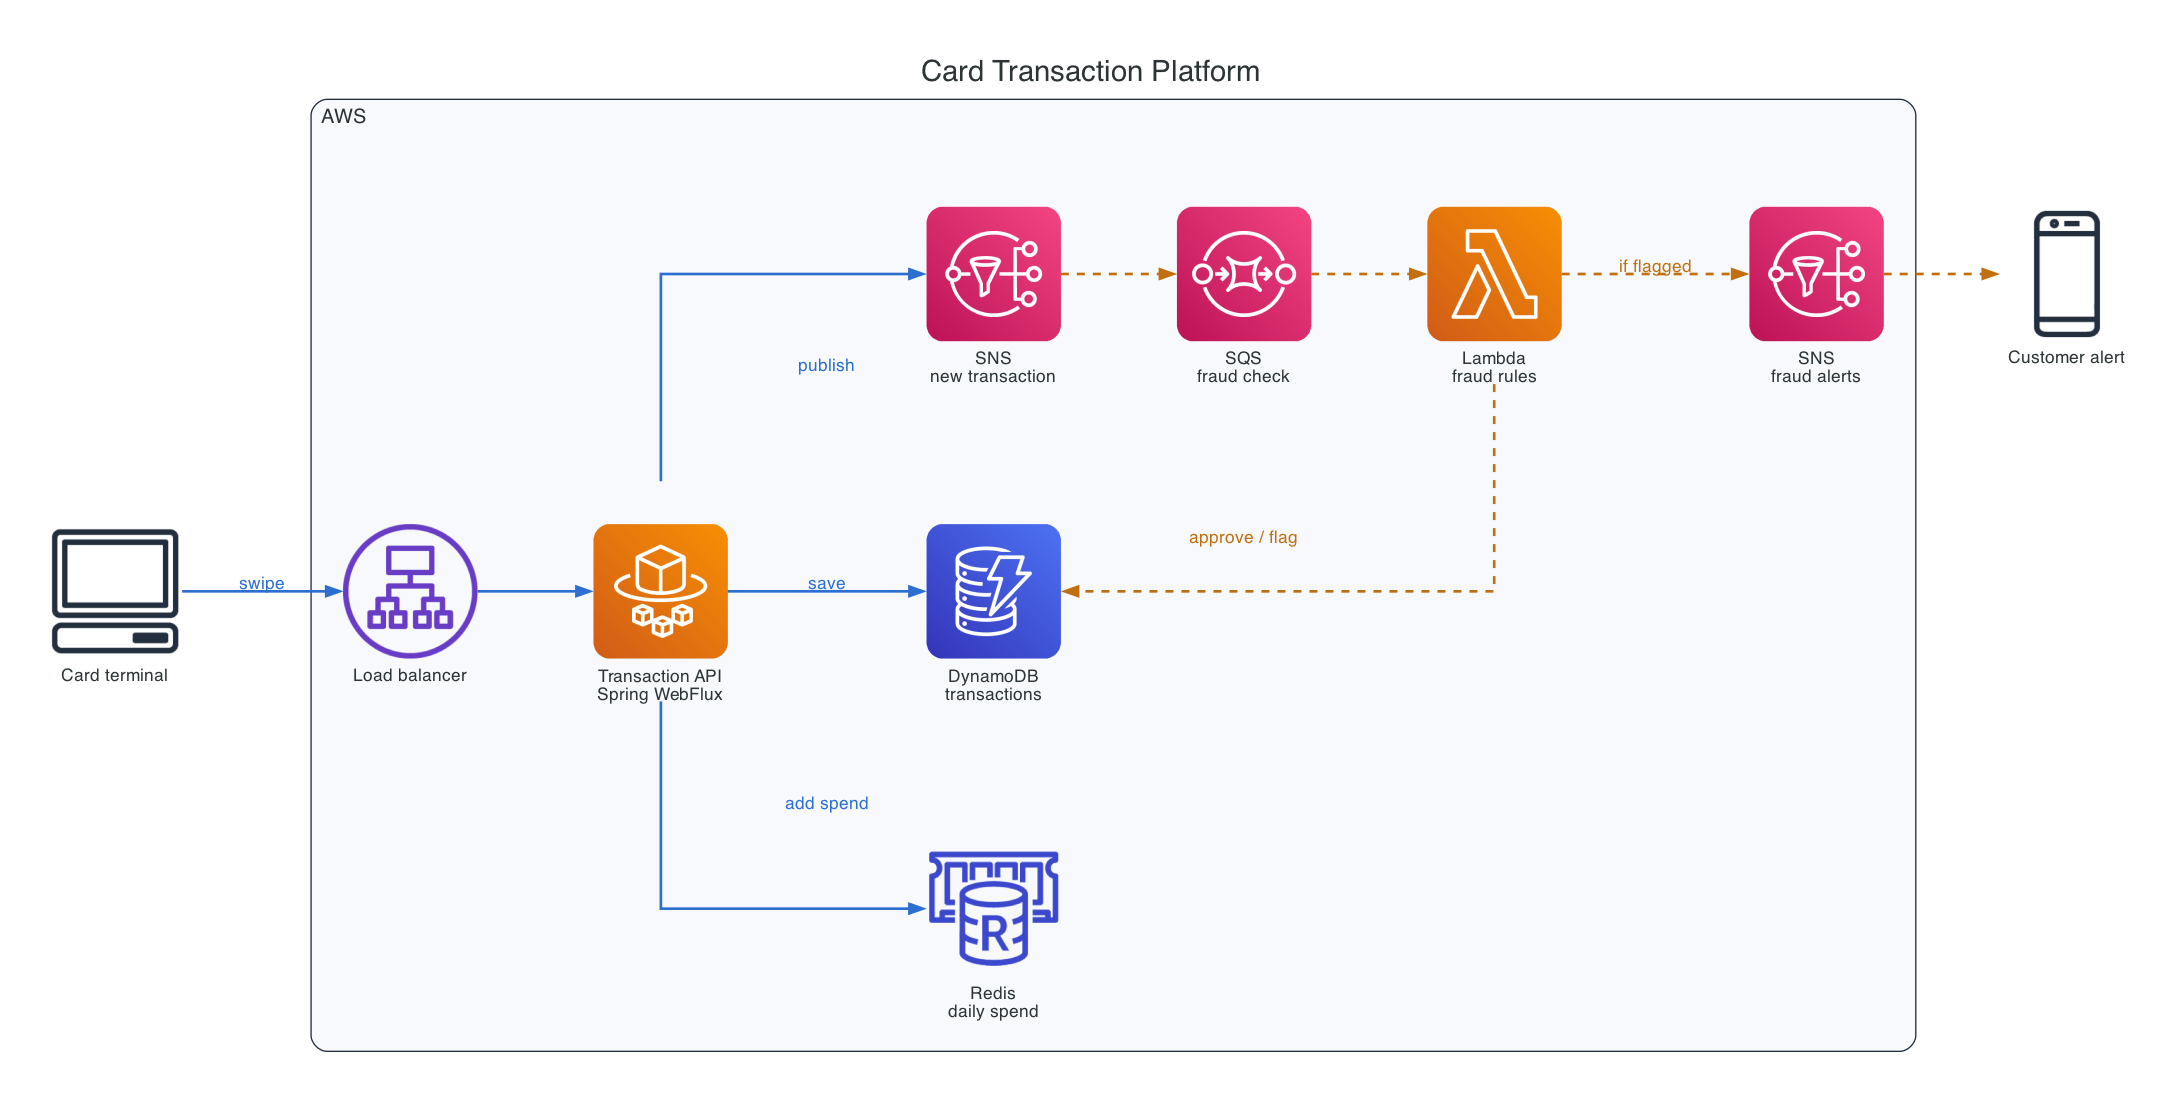 Card Transaction Platform
AWS
SNS
new transaction
SQS
fraud check
Lambda
fraud rules
if flagged
SNS
fraud alerts
Customer alert
publish
approve / flag
swipe
save
Card terminal
Load balancer
Transaction API
Spring WebFlux
DynamoDB
transactions
add spend
R
Redis
daily spend